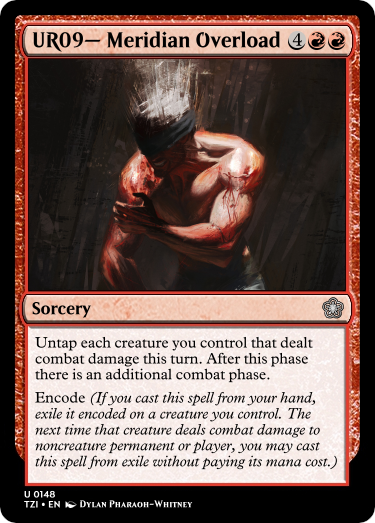 UR09— Meridian Overload 4
Sorcery
Untap each creature you control that dealt
combat damage this turn. After this phase
there is an additional combat phase.
Encode (If you cast this spell from your hand,
exile it encoded on a creature you control. The
next time that creature deals combat damage to
noncreature permanent or player, you may cast
this spell from exile without paying its mana cost.)
U 0148
TZI • EN Dylan Pharaoh-Whitney